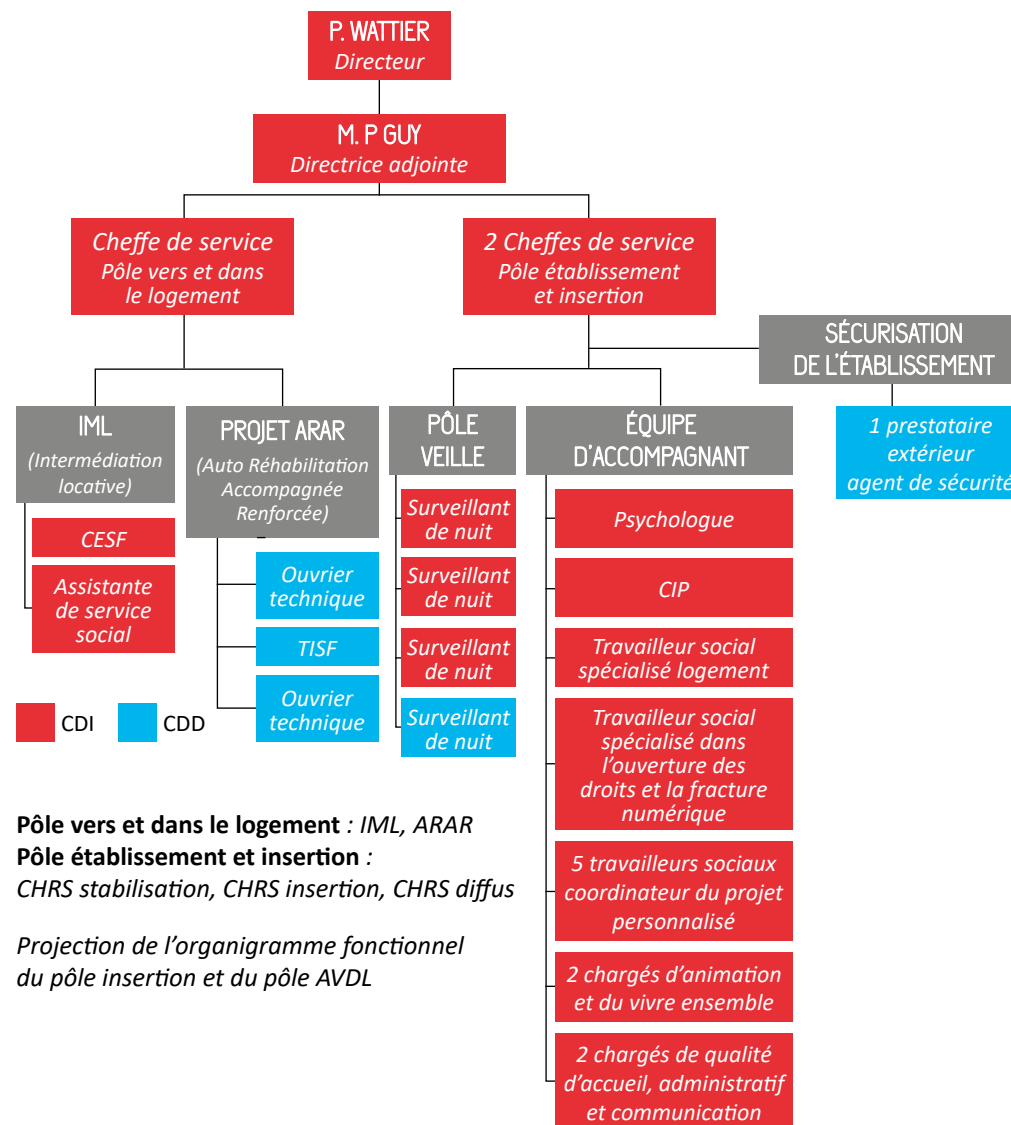 P. WATTIER
Directeur
M. P GUY
Directrice adjointe
Cheffe de service
Pôle vers et dans
le logement
2 Cheffes de service
Pôle établissement
et insertion
SÉCURISATION
DE L'ÉTABLISSEMENT
1 prestataire
extérieur
agent de sécurité
IML
(Intermédiation
locative)
CESF
Assistante
de service
social
PROJET ARAR
(Auto Réhabilitation
Accompagnée
Renforcée)
Ouvrier
technique
TISF
Ouvrier
technique
PÔLE
VEILLE
Surveillant
de nuit
Surveillant
de nuit
Surveillant
de nuit
Surveillant
de nuit
ÉQUIPE
D'ACCOMPAGNANT
Psychologue
CIP
Travailleur social
spécialisé logement
Travailleur social
spécialisé dans
l'ouverture des
droits et la fracture
numérique
5 travailleurs sociaux
coordinateur du projet
personnalisé
2 chargés d'animation
et du vivre ensemble
2 chargés de qualité
d'accueil, administratif
et communication
CDI CDD
Pôle vers et dans le logement : IML, ARAR
Pôle établissement et insertion :
CHRS stabilisation, CHRS insertion, CHRS diffus
Projection de l'organigramme fonctionnel
du pôle insertion et du pôle AVDL